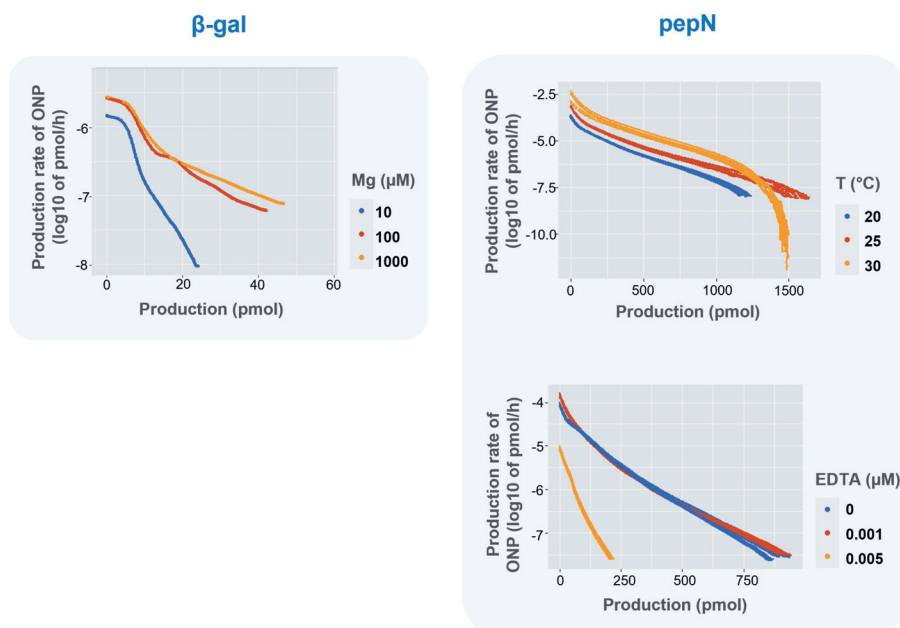 β-gal
pepN
Production rate of ONP
(log10 of pmol/h)
-6
-7
-8
0
20
40
60
Production (pmol)
Mg (µM)
10
100
1000
Production rate of ONP
(log10 of pmol/h)
-2.5
-5.0
-7.5
-10.0
0
500
1000
1500
Production (pmol)
T (°C)
20
25
30
Production rate of
ONP (log10 of pmol/h)
-4
-5
-6
-7
0
250
500
750
Production (pmol)
EDTA (µM)
0
0.001
0.005